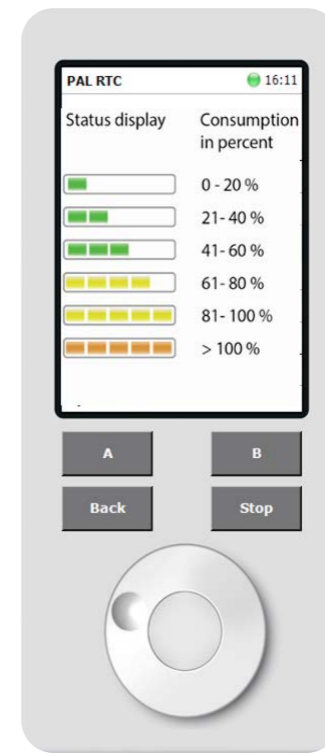 PAL RTC 16:11
Status display Consumption
in percent
0 - 20 %
21- 40 %
41- 60 %
61- 80 %
81- 100 %
> 100 %
A B
Back Stop